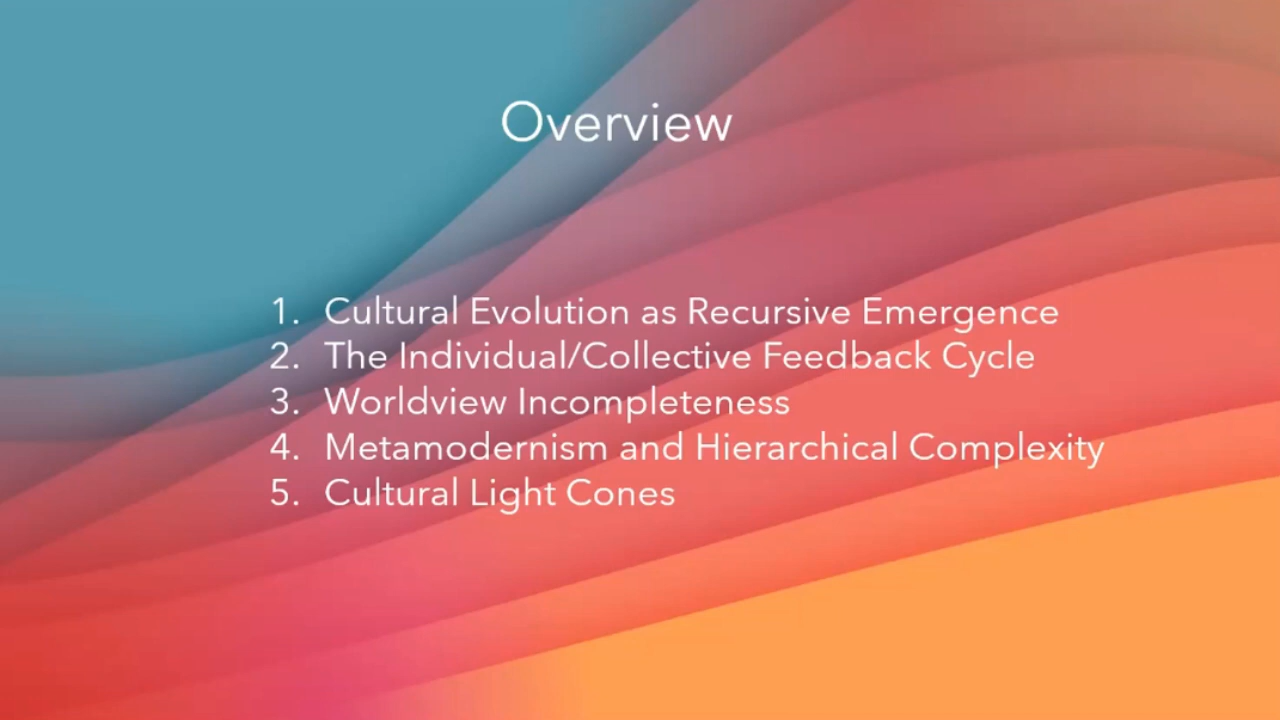 Overview
1. Cultural Evolution as Recursive Emergence
2. The Individual/Collective Feedback Cycle
3. Worldview Incompleteness
4. Metamodernism and Hierarchical Complexity
5. Cultural Light Cones